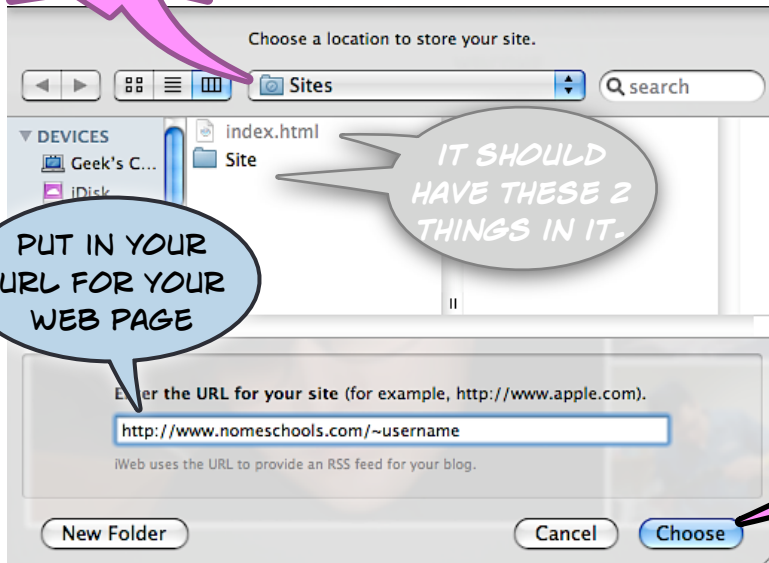 Choose a location to store your site.
Sites
search
DEVICES
index.html
Geek's C...
Site
iDisk
IT SHOULD
HAVE THESE 2
THINGS IN IT.
PUT IN YOUR
URL FOR YOUR
WEB PAGE
Enter the URL for your site (for example, http://www.apple.com).
http://www.nomeschools.com/~username
iWeb uses the URL to provide an RSS feed for your blog.
New Folder
Cancel
Choose